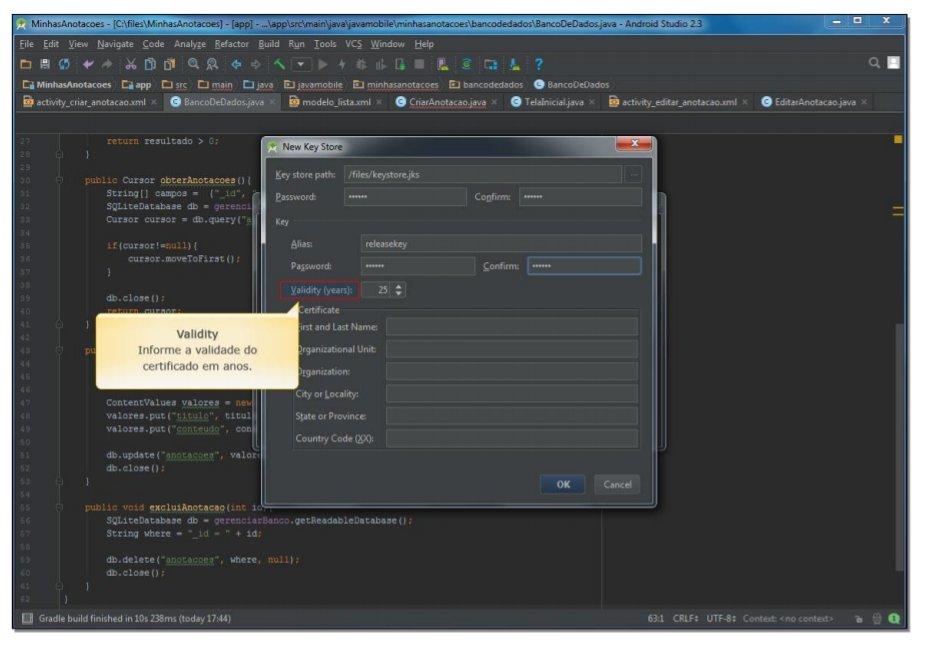 MinhasAnotacoes - [C:\files\MinhasAnotacoes] - [app] - ...\app\src\main\java\javamobile\minhasanotacoes\bancodedados\BancoDeDados.java - Android Studio 2.3
File Edit View Navigate Code Analyze Refactor Build Run Tools VCS Window Help
MinhasAnotacoes app src main java javamobile minhasanotacoes bancodedados BancoDeDados
activity_criar_anotacao.xml BancoDeDados.java modelo_lista.xml CriarAnotacao.java TelaInicial.java activity_editar_anotacao.xml EditarAnotacao.java
27 return resultado > 0;
28 }
29
30 public Cursor obterAnotacoes(){
31 String[] campos = {"_id",
32 SQLiteDatabase db = gerenci
33 Cursor cursor = db.query("a
34
35 if(cursor!=null){
36 cursor.moveToFirst();
37 }
38
39 db.close();
40 return cursor;
41 }
42
43 pu
44
45
46
47 ContentValues valores = new
48 valores.put("titulo", titul
49 valores.put("conteudo", con
50
51 db.update("anotacoes", valor
52 db.close();
53 }
54
55 public void excluiAnotacao(int id){
56 SQLiteDatabase db = gerenciarBanco.getReadableDatabase();
57 String where = "_id = " + id;
58
59 db.delete("anotacoes", where, null);
60 db.close();
61 }
62 }
New Key Store
Key store path: /files/keystore.jks ...
Password: •••••• Confirm: ••••••
Key
Alias: releasekey
Password: •••••• Confirm: ••••••
Validity (years): 25
Certificate
First and Last Name:
Organizational Unit:
Organization:
City or Locality:
State or Province:
Country Code (XX):
OK Cancel
Validity
Informe a validade do
certificado em anos.
Gradle build finished in 10s 238ms (today 17:44) 63:1 CRLF÷ UTF-8÷ Context: <no context> 1